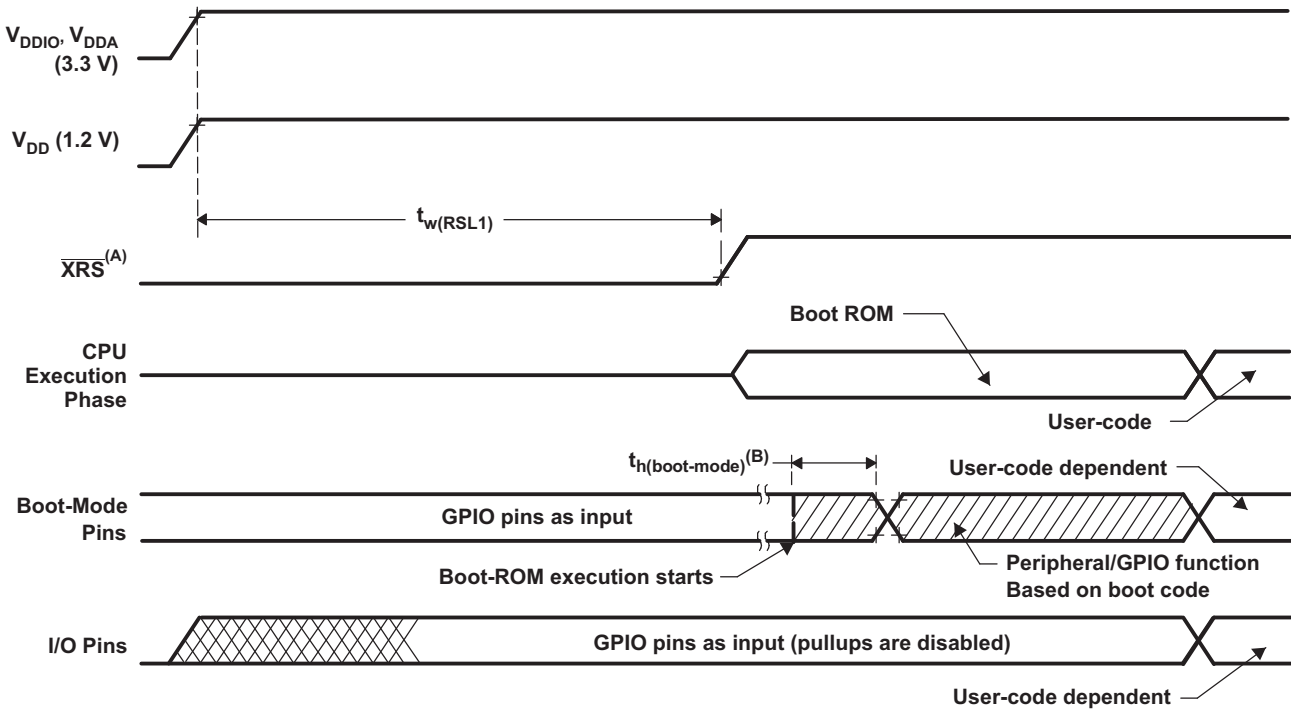 VDDIO, VDDA
(3.3 V)
VDD (1.2 V)
tw(RSL1)
XRS(A)
Boot ROM
CPU
Execution
Phase
User-code
th(boot-mode)(B)
User-code dependent
Boot-Mode
Pins
GPIO pins as input
Boot-ROM execution starts
Peripheral/GPIO function
Based on boot code
I/O Pins
GPIO pins as input (pullups are disabled)
User-code dependent